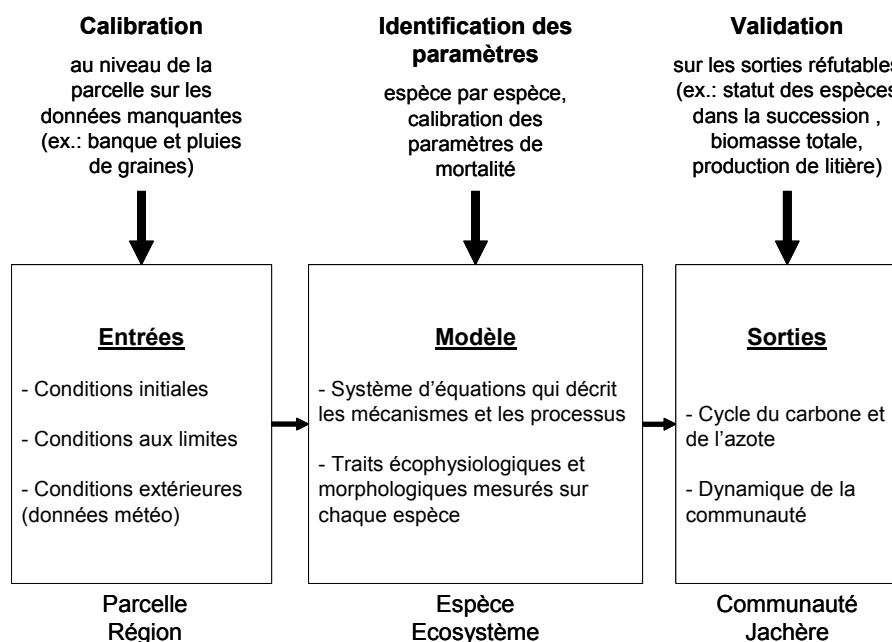 Calibration
au niveau de la
parcelle sur les
données manquantes
(ex.: banque et pluies
de graines)
Identification des
paramètres
espèce par espèce,
calibration des
paramètres de
mortalité
Validation
sur les sorties réfutables
(ex.: statut des espèces
dans la succession ,
biomasse totale,
production de litière)
Entrées
- Conditions initiales
- Conditions aux limites
- Conditions extérieures
(données météo)
Modèle
- Système d'équations qui décrit
les mécanismes et les processus
- Traits écophysiologiques et
morphologiques mesurés sur
chaque espèce
Sorties
- Cycle du carbone et
de l'azote
- Dynamique de la
communauté
Parcelle
Région
Espèce
Ecosystème
Communauté
Jachère